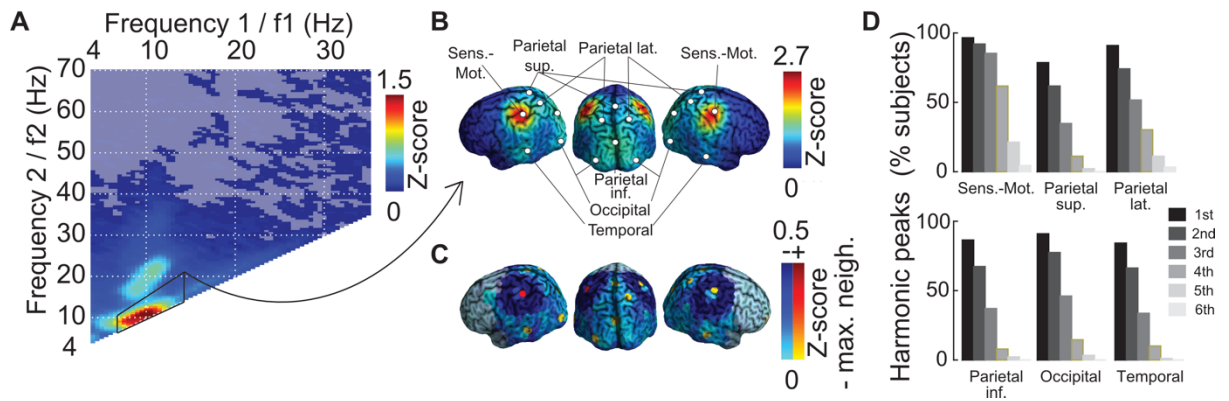 A
Frequency 1 / f1 (Hz)
4 10 20 30
Frequency 2 / f2 (Hz)
70
60
50
40
30
20
10
4
1.5
Z-score
0
B
Sens.-
Mot.
Parietal
sup.
Parietal lat.
Sens.-Mot.
Parietal
inf.
Occipital
Temporal
2.7
Z-score
0
C
0.5
-+
Z-score
- max. neigh.
0
D
Harmonic peaks (% subjects)
100
50
0
Sens.-Mot.
Parietal
sup.
Parietal
lat.
100
50
0
Parietal
inf.
Occipital
Temporal
1st
2nd
3rd
4th
5th
6th